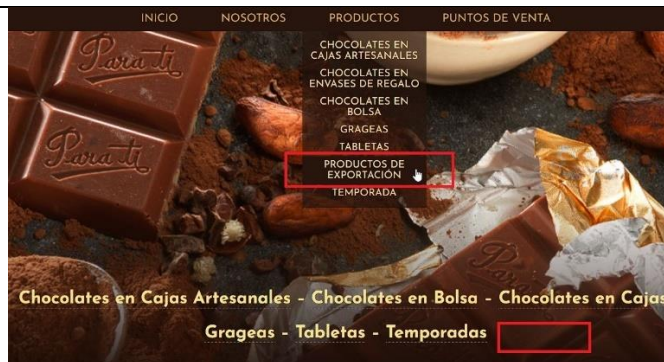 INICIO NOSOTROS PRODUCTOS PUNTOS DE VENTA
CHOCOLATES EN
CAJAS ARTESANALES
CHOCOLATES EN
ENVASES DE REGALO
CHOCOLATES EN
BOLSA
GRAGEAS
TABLETAS
PRODUCTOS DE
EXPORTACIÓN
TEMPORADA
Para ti
Para ti
Para
Chocolates en Cajas Artesanales - Chocolates en Bolsa - Chocolates en Cajas
Grageas - Tabletas - Temporadas